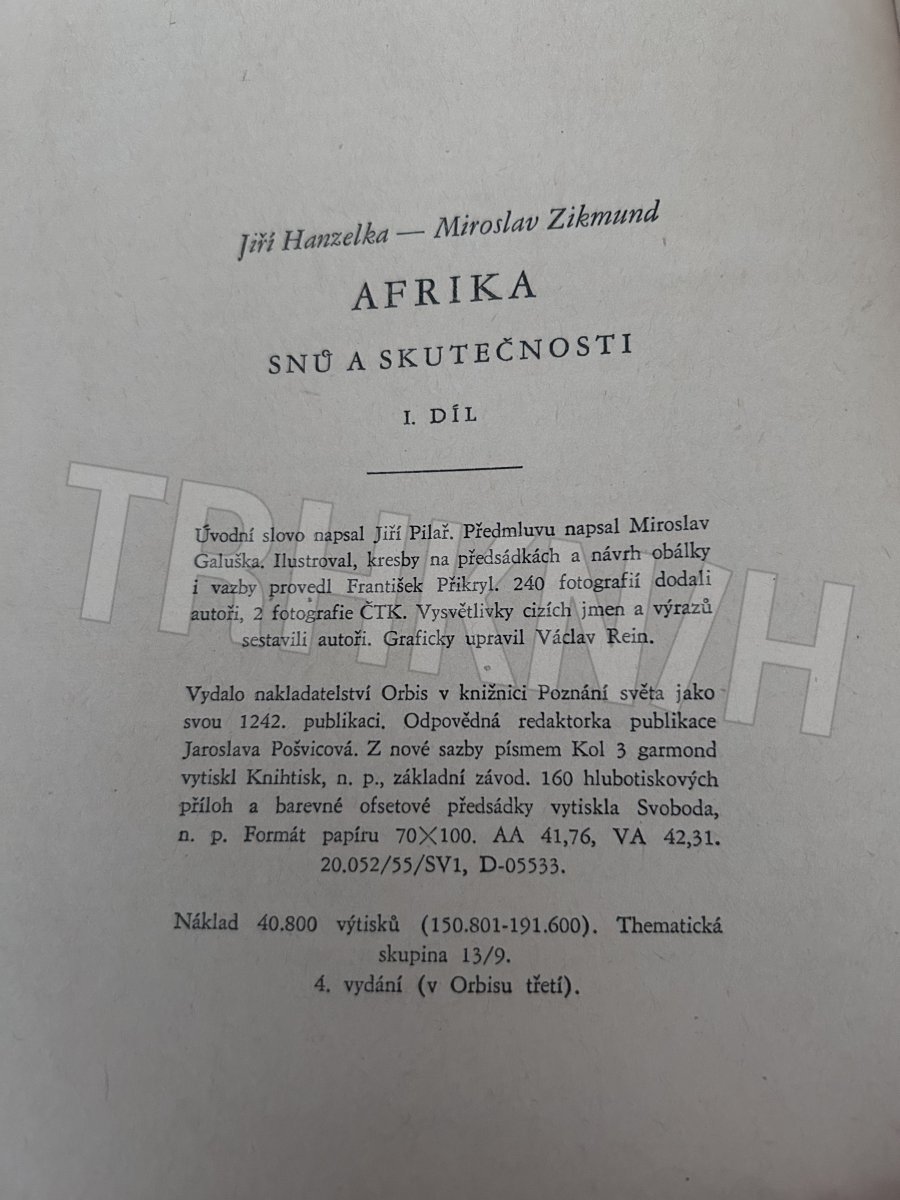 Jiří Hanzelka — Miroslav Zikmund
AFRIKA
SNŮ A SKUTEČNOSTI
I. DÍL
Úvodní slovo napsal Jiří Pilař. Předmluvu napsal Miroslav
Galuška. Ilustroval, kresby na předsádkách a návrh obálky
i vazby provedl František Přikryl. 240 fotografií dodali
autoři, 2 fotografie ČTK. Vysvětlivky cizích jmen a výrazů
sestavili autoři. Graficky upravil Václav Rein.
Vydalo nakladatelství Orbis v knižnici Poznání světa jako
svou 1242. publikaci. Odpovědná redaktorka publikace
Jaroslava Pošvicová. Z nové sazby písmem Kol 3 garmond
vytiskl Knihtisk, n. p., základní závod. 160 hlubotiskových
příloh a barevné ofsetové předsádky vytiskla Svoboda,
n. p. Formát papíru 70×100. AA 41,76, VA 42,31.
20.052/55/SV1, D-05533.
Náklad 40.800 výtisků (150.801-191.600). Thematická
skupina 13/9.
4. vydání (v Orbisu třetí).